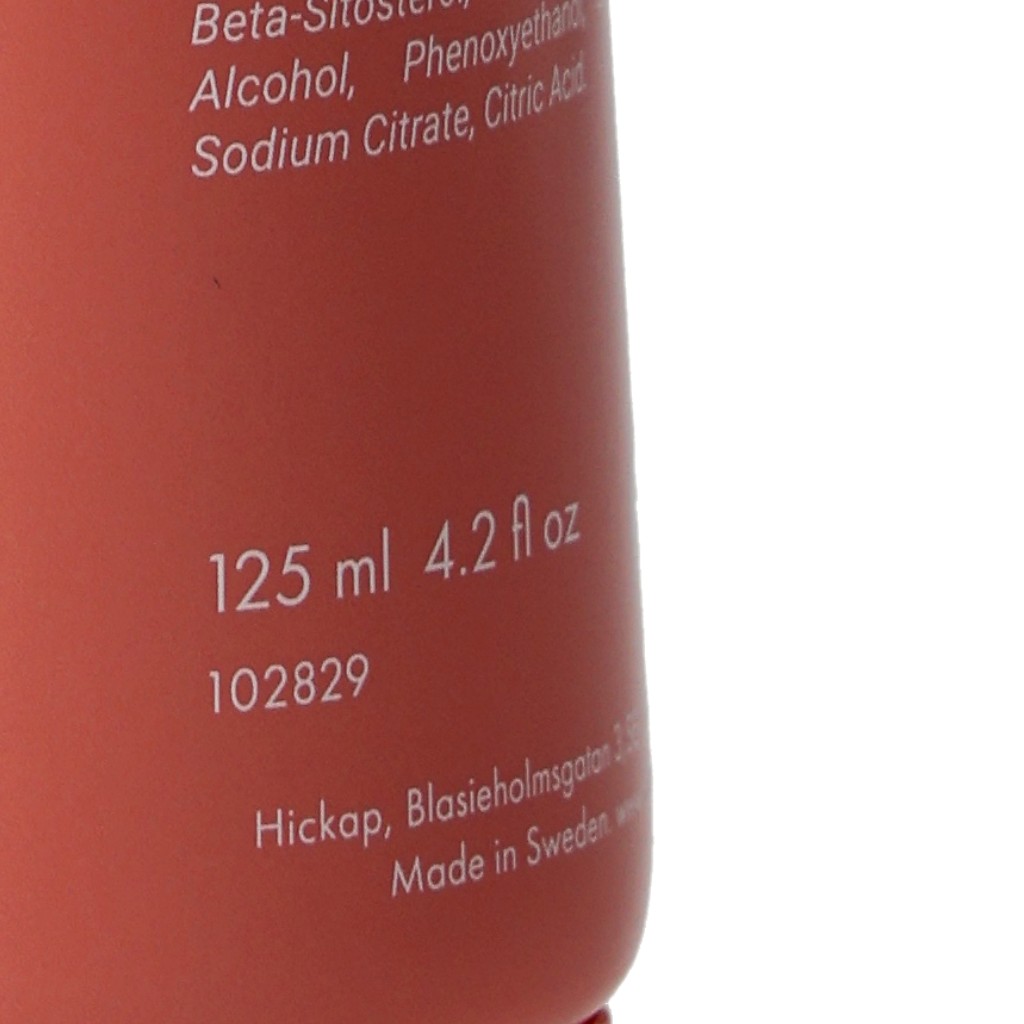 Beta-Sitosterol,
Alcohol, Phenoxyethanol,
Sodium Citrate, Citric Acid.
125 ml 4.2 fl oz
102829
Hickap, Blasieholmsgatan
Made in Sweden.